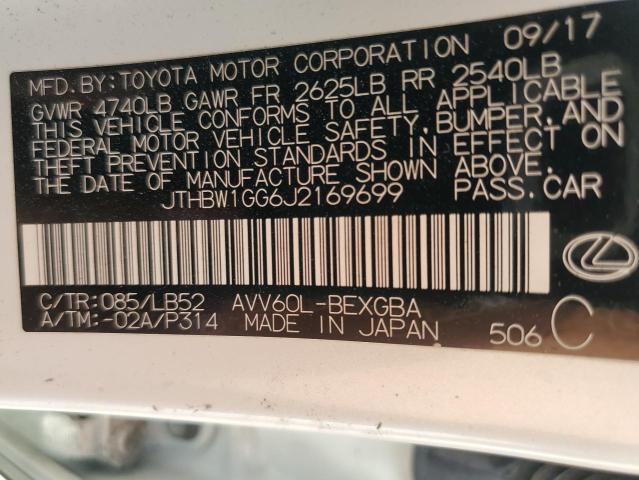 09/17
MFD. BY: TOYOTA MOTOR CORPORATION
GVWR 4740LB GAWR FR 2625LB RR 2540LB
THIS VEHICLE CONFORMS TO ALL APPLICABLE
FEDERAL MOTOR VEHICLE SAFETY, BUMPER, AND
THEFT PREVENTION STANDARDS IN EFFECT ON
THE DATE OF MANUFACTURE SHOWN ABOVE.
JTHBW1GG6J2169699 PASS. CAR
C/TR: 085/LB52 AVV60L-BEXGBA
A/TM: -02A/P314 MADE IN JAPAN 506 C